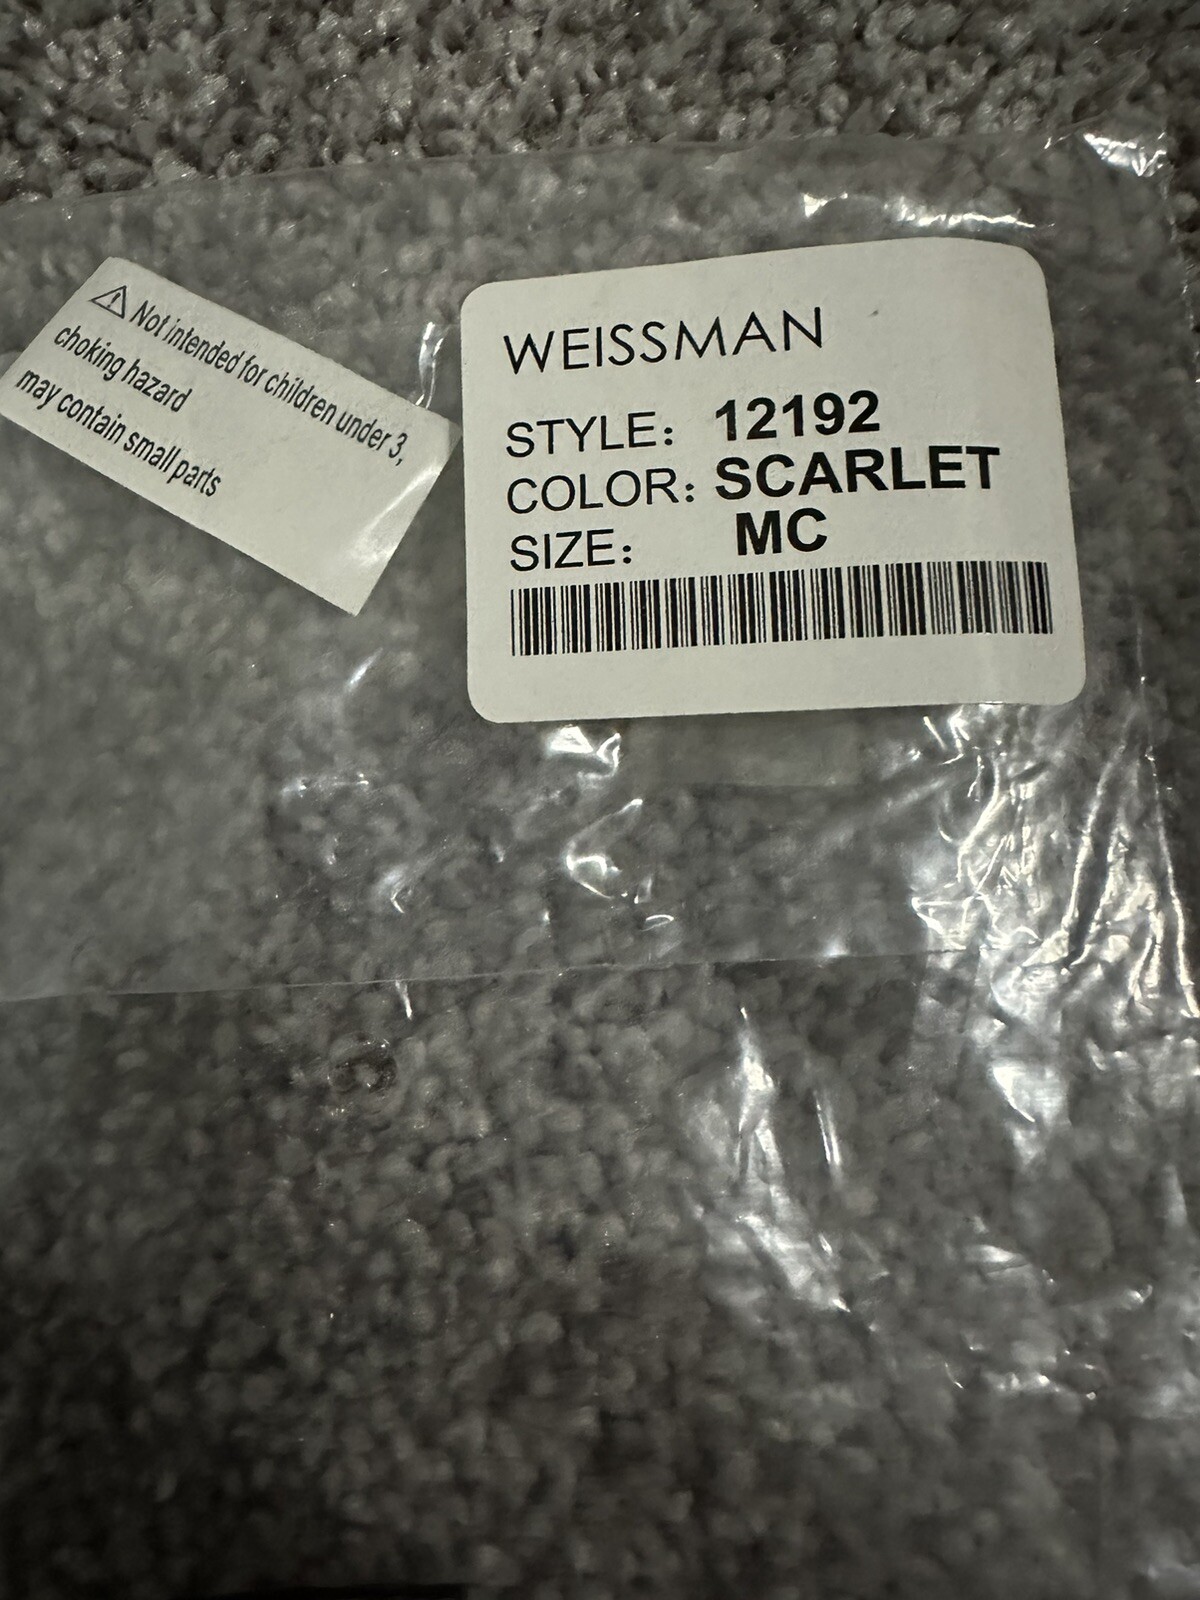 ⚠ Not intended for children under 3,
choking hazard
may contain small parts
WEISSMAN
STYLE: 12192
COLOR: SCARLET
SIZE: MC